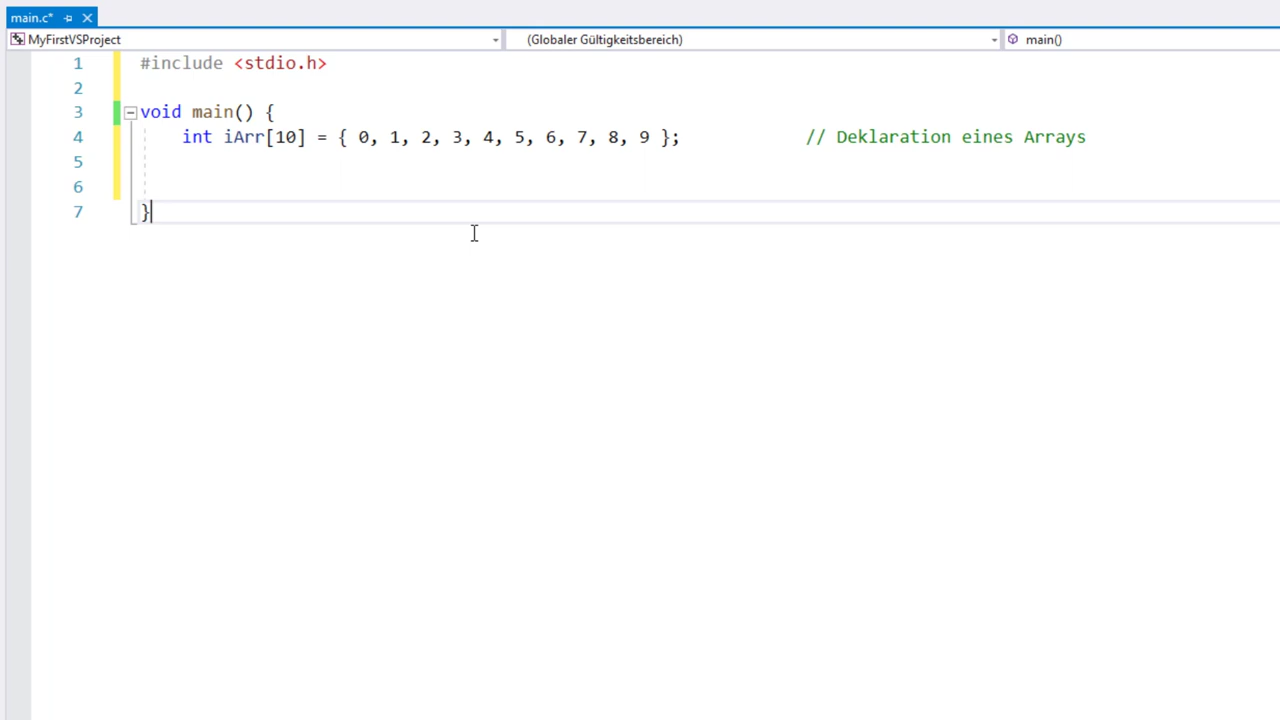 main.c*
MyFirstVSProject (Globaler Gültigkeitsbereich) main()
1 #include <stdio.h>
2
3 void main() {
4 int iArr[10] = { 0, 1, 2, 3, 4, 5, 6, 7, 8, 9 }; // Deklaration eines Arrays
5
6
7 }